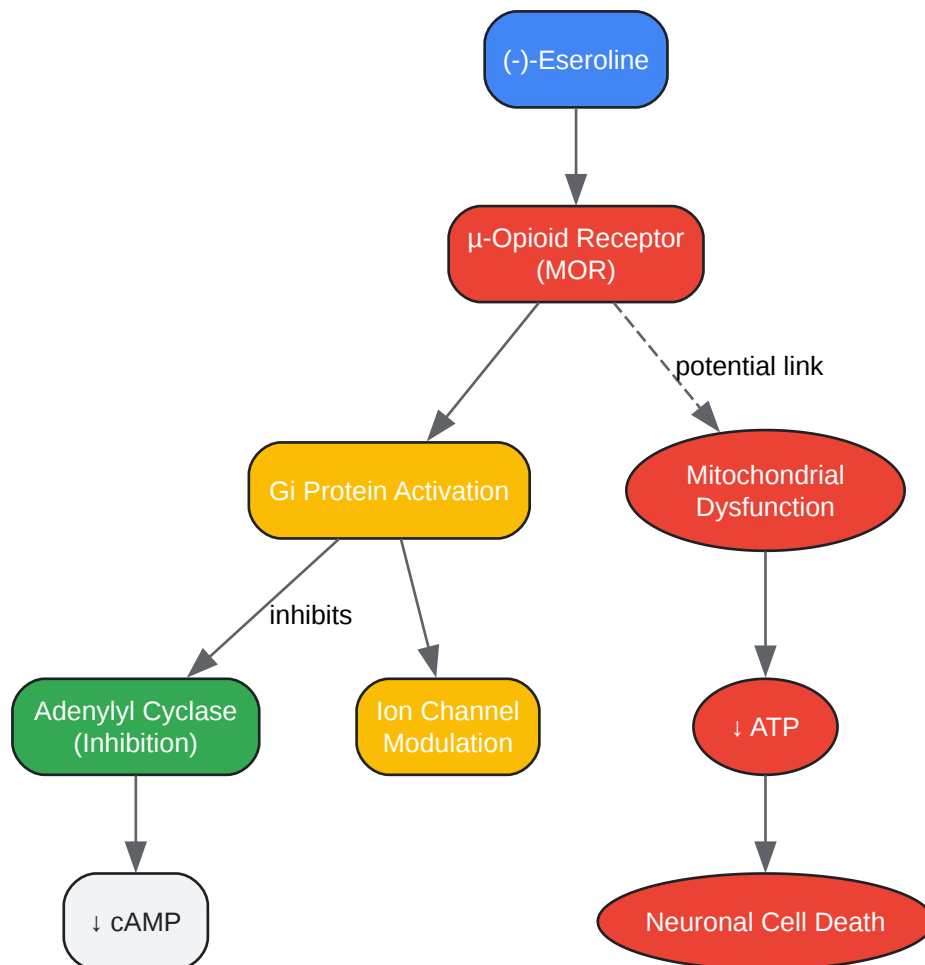 (-)-Eseroline
µ-Opioid Receptor
(MOR)
potential link
Gi Protein Activation
Mitochondrial
Dysfunction
inhibits
Adenylyl Cyclase
(Inhibition)
Ion Channel
Modulation
↓ ATP
↓ cAMP
Neuronal Cell Death